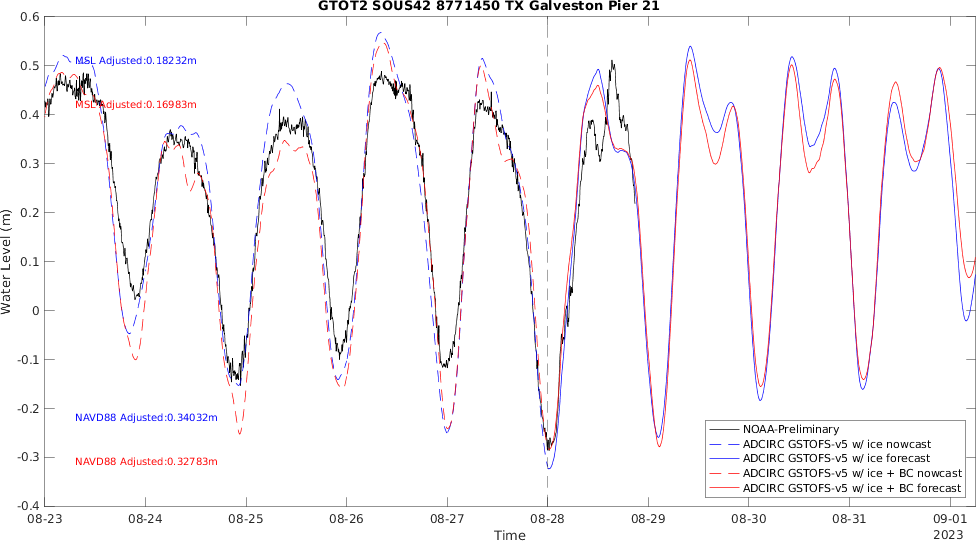 GTOT2 SOUS42 8771450 TX Galveston Pier 21
0.6
0.5
0.4
0.3
0.2
0.1
0
-0.1
-0.2
-0.3
-0.4
Water Level (m)
MSL Adjusted:0.18232m
MSL Adjusted:0.16983m
NAVD88 Adjusted:0.34032m
NAVD88 Adjusted:0.32783m
NOAA-Preliminary
ADCIRC GSTOFS-v5 w/ ice nowcast
ADCIRC GSTOFS-v5 w/ ice forecast
ADCIRC GSTOFS-v5 w/ ice + BC nowcast
ADCIRC GSTOFS-v5 w/ ice + BC forecast
08-23 08-24 08-25 08-26 08-27 08-28 08-29 08-30 08-31 09-01
2023
Time